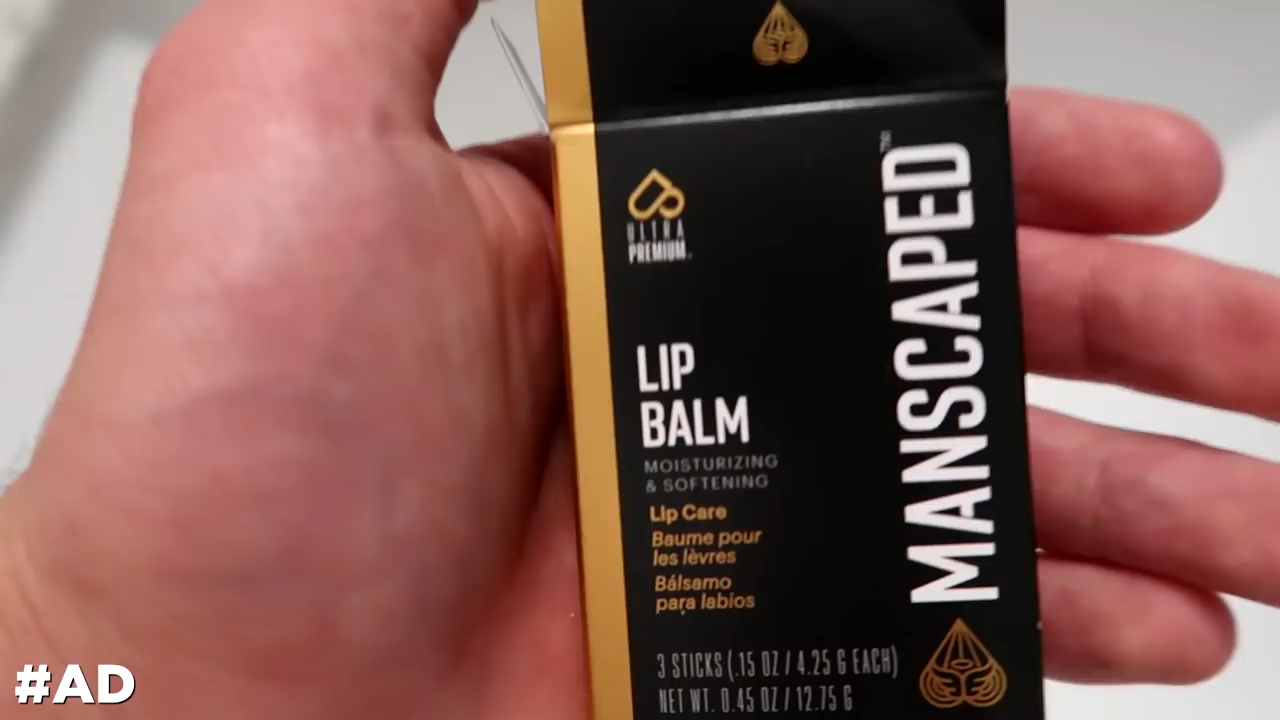 ULTRA
PREMIUM
LIP
BALM
MOISTURIZING
& SOFTENING
Lip Care
Baume pour
les lèvres
Bálsamo
para labios
3 STICKS (.15 OZ / 4.25 G EACH)
NET WT. 0.45 OZ / 12.75 G
MANSCAPED™
#AD